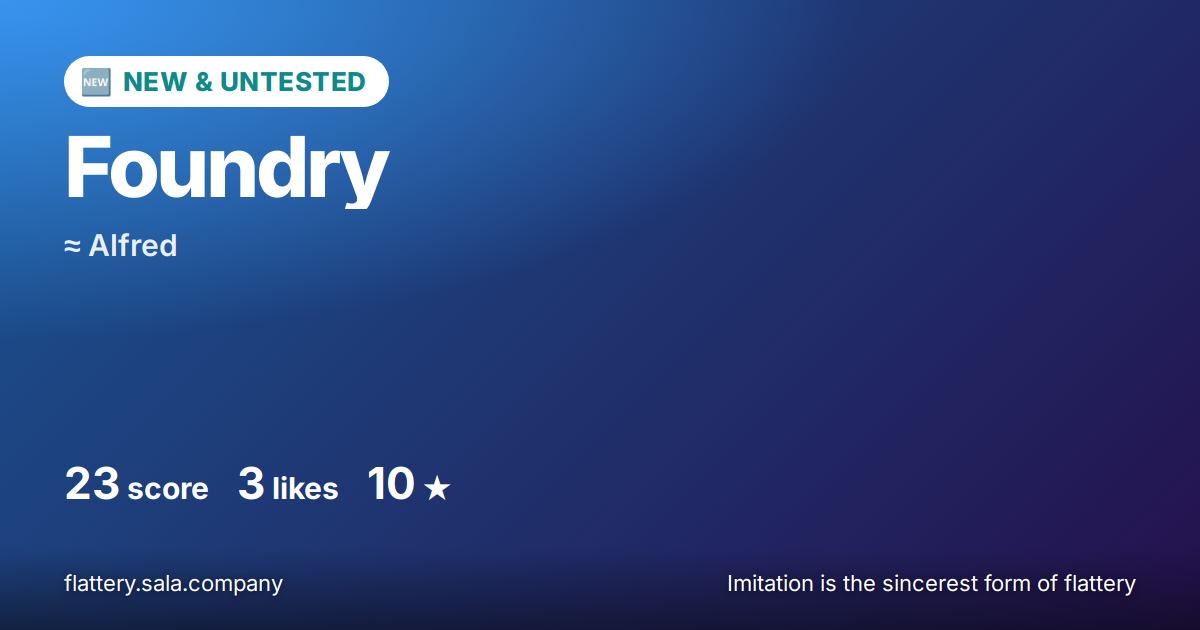 🆕 NEW & UNTESTED
Foundry
≈ Alfred
23 score 3 likes 10 ★
flattery.sala.company
Imitation is the sincerest form of flattery